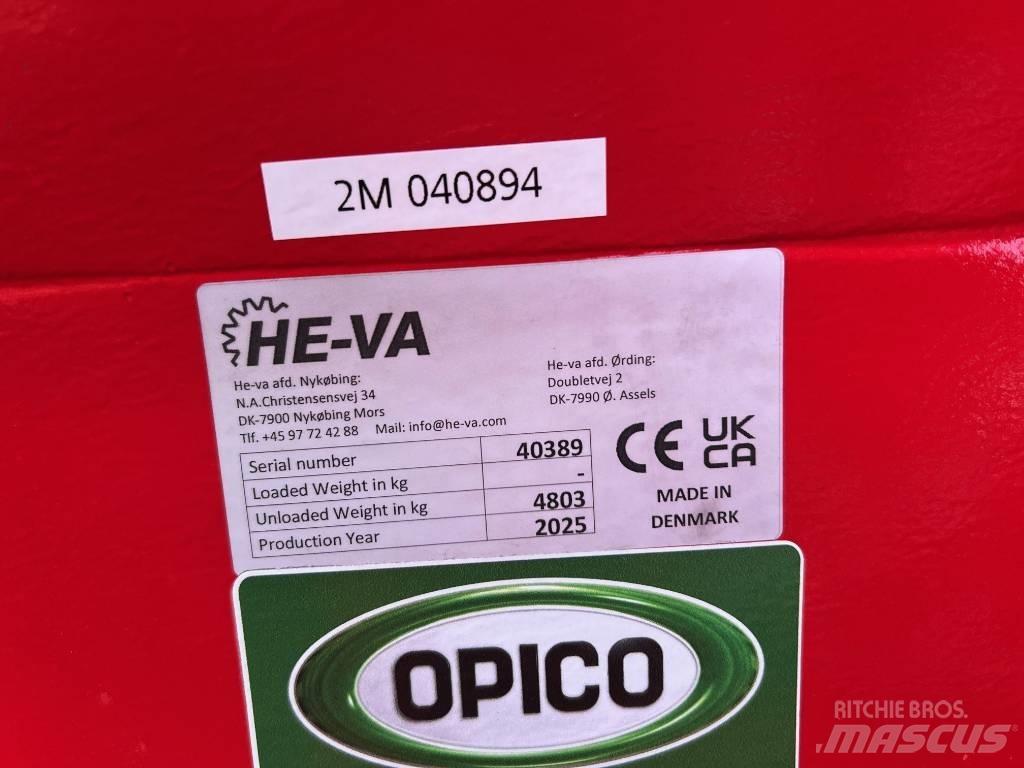 2M 040894
HE-VA
He-va afd. Nykøbing:
N.A.Christensensvej 34
DK-7900 Nykøbing Mors
Tlf. +45 97 72 42 88 Mail: info@he-va.com
He-va afd. Ørding:
Doubletvej 2
DK-7990 Ø. Assels
Serial number 40389
Loaded Weight in kg -
Unloaded Weight in kg 4803
Production Year 2025
CE UK
CA
MADE IN
DENMARK
OPICO
RITCHIE BROS.
MASCUS